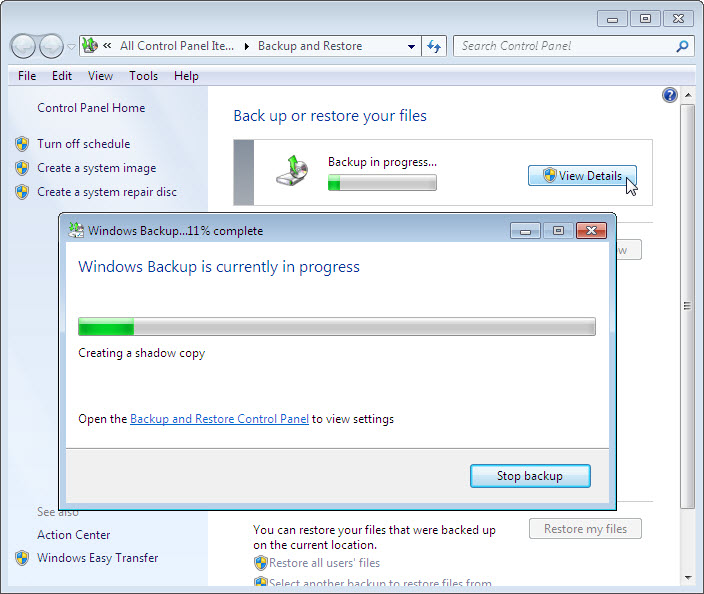 « All Control Panel Ite... Backup and Restore
Search Control Panel
File Edit View Tools Help
Control Panel Home
Turn off schedule
Create a system image
Create a system repair disc
Back up or restore your files
Backup in progress...
View Details
Windows Backup...11% complete
Windows Backup is currently in progress
Creating a shadow copy
Open the Backup and Restore Control Panel to view settings
Stop backup
See also
Action Center
Windows Easy Transfer
You can restore your files that were backed up
on the current location.
Restore my files
Restore all users' files
Select another backup to restore files from